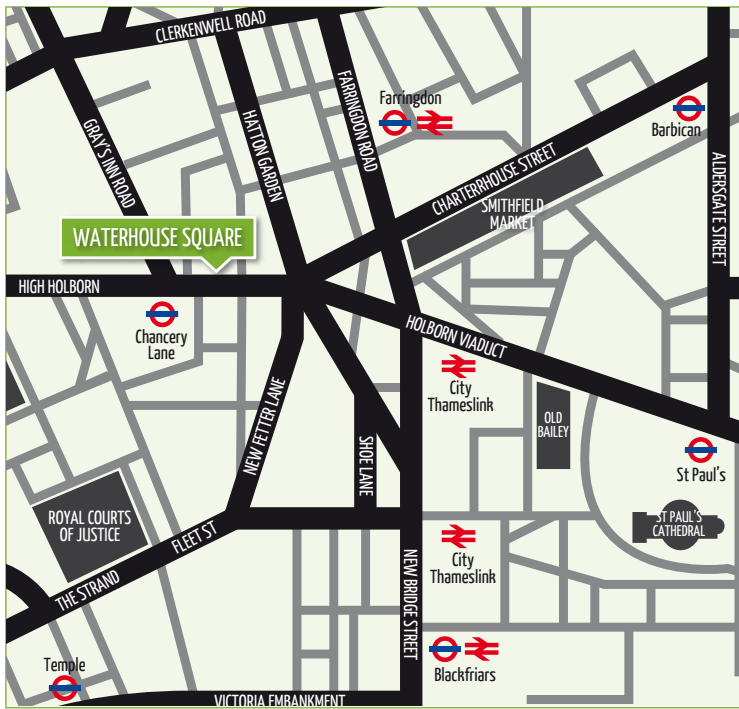 CLERKENWELL ROAD
Farringdon
Barbican
GRAY'S INN ROAD
HATTON GARDEN
FARRINGDON ROAD
CHARTERRHOUSE STREET
ALDERSGATE STREET
SMITHFIELD
MARKET
WATERHOUSE SQUARE
HIGH HOLBORN
Chancery
Lane
HOLBORN VIADUCT
City
Thameslink
NEW FETTER LANE
SHOE LANE
OLD
BAILEY
St Paul's
ROYAL COURTS
OF JUSTICE
ST PAUL'S
CATHEDRAL
FLEET ST
THE STRAND
City
Thameslink
NEW BRIDGE STREET
Temple
Blackfriars
VICTORIA EMBANKMENT